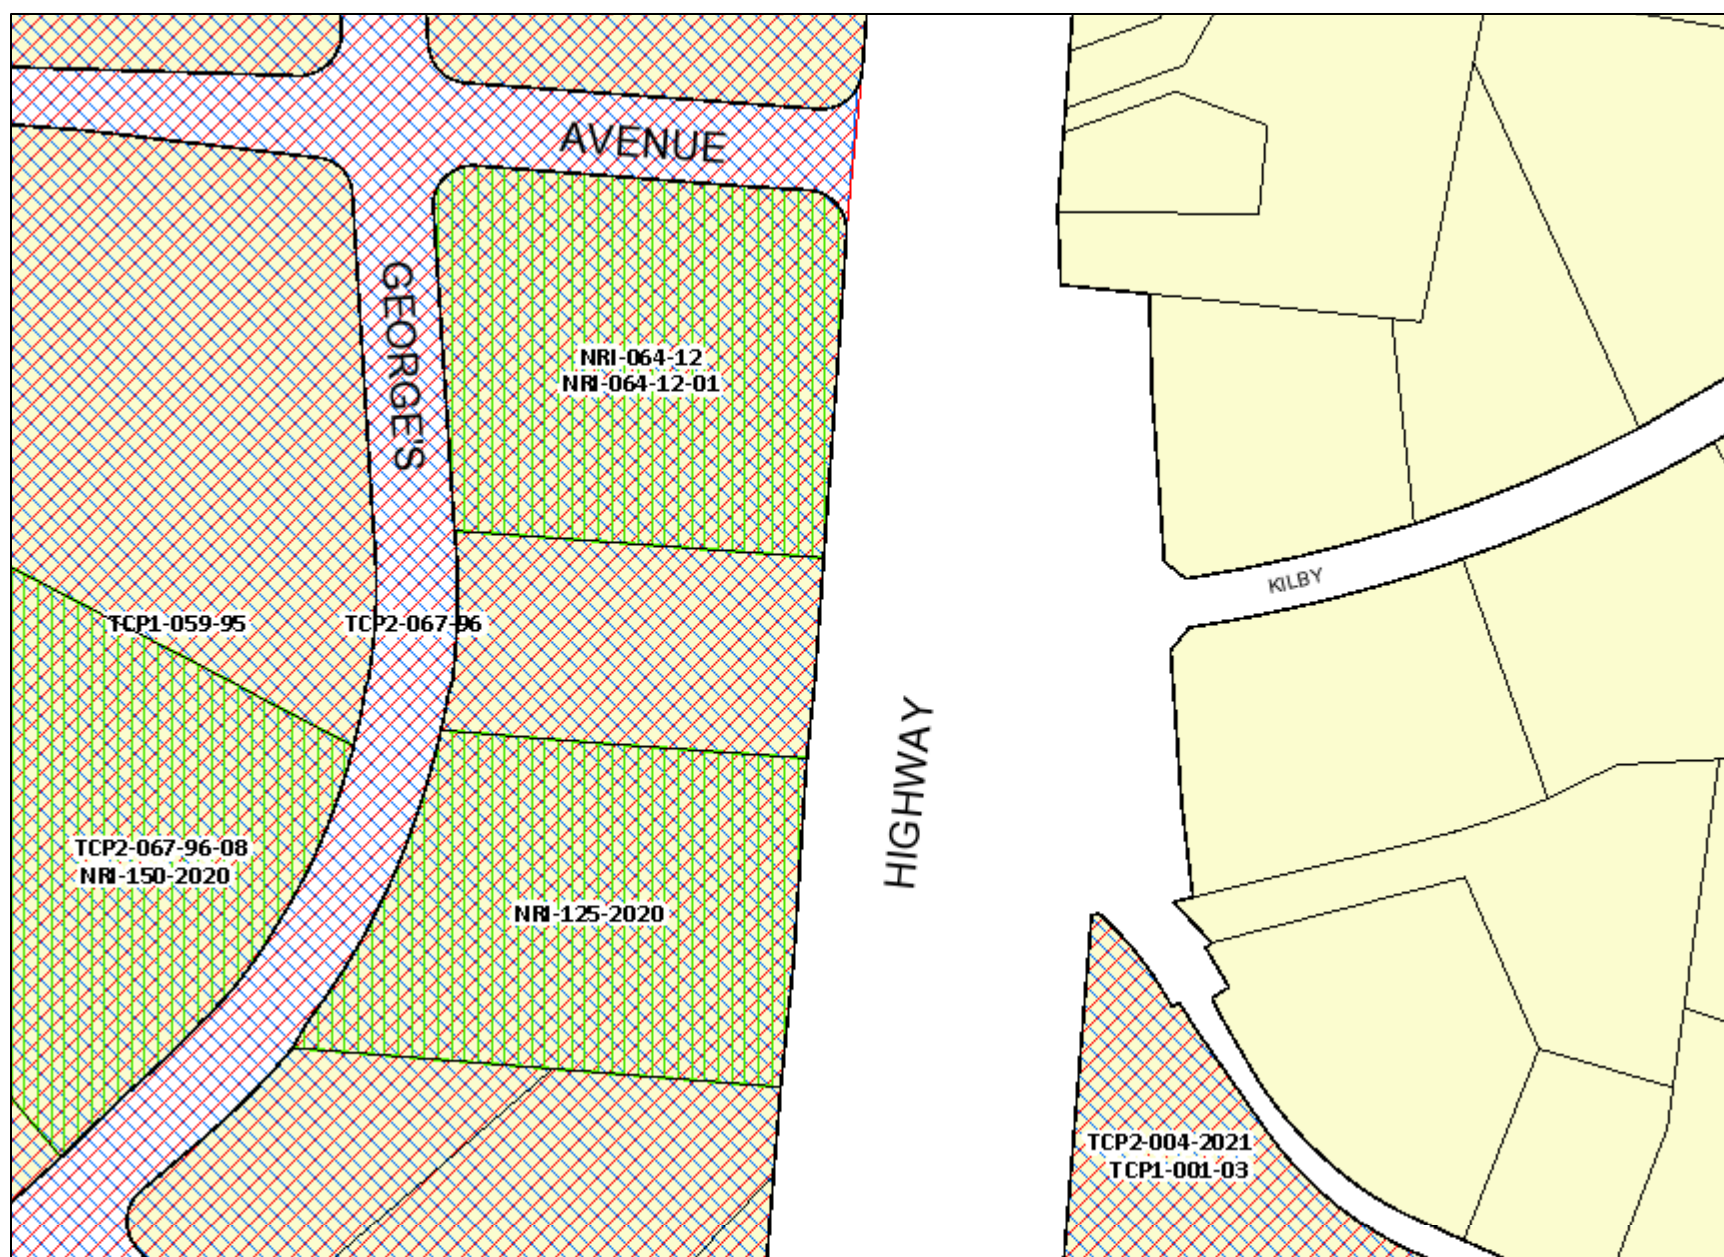 AVENUE
GEORGE'S
NRI-064-12
NRI-064-12-01
KILBY
TCP1-059-95
TCP2-067-96
HIGHWAY
TCP2-067-96-08
NRI-150-2020
NRI-125-2020
TCP2-004-2021
TCP1-001-03